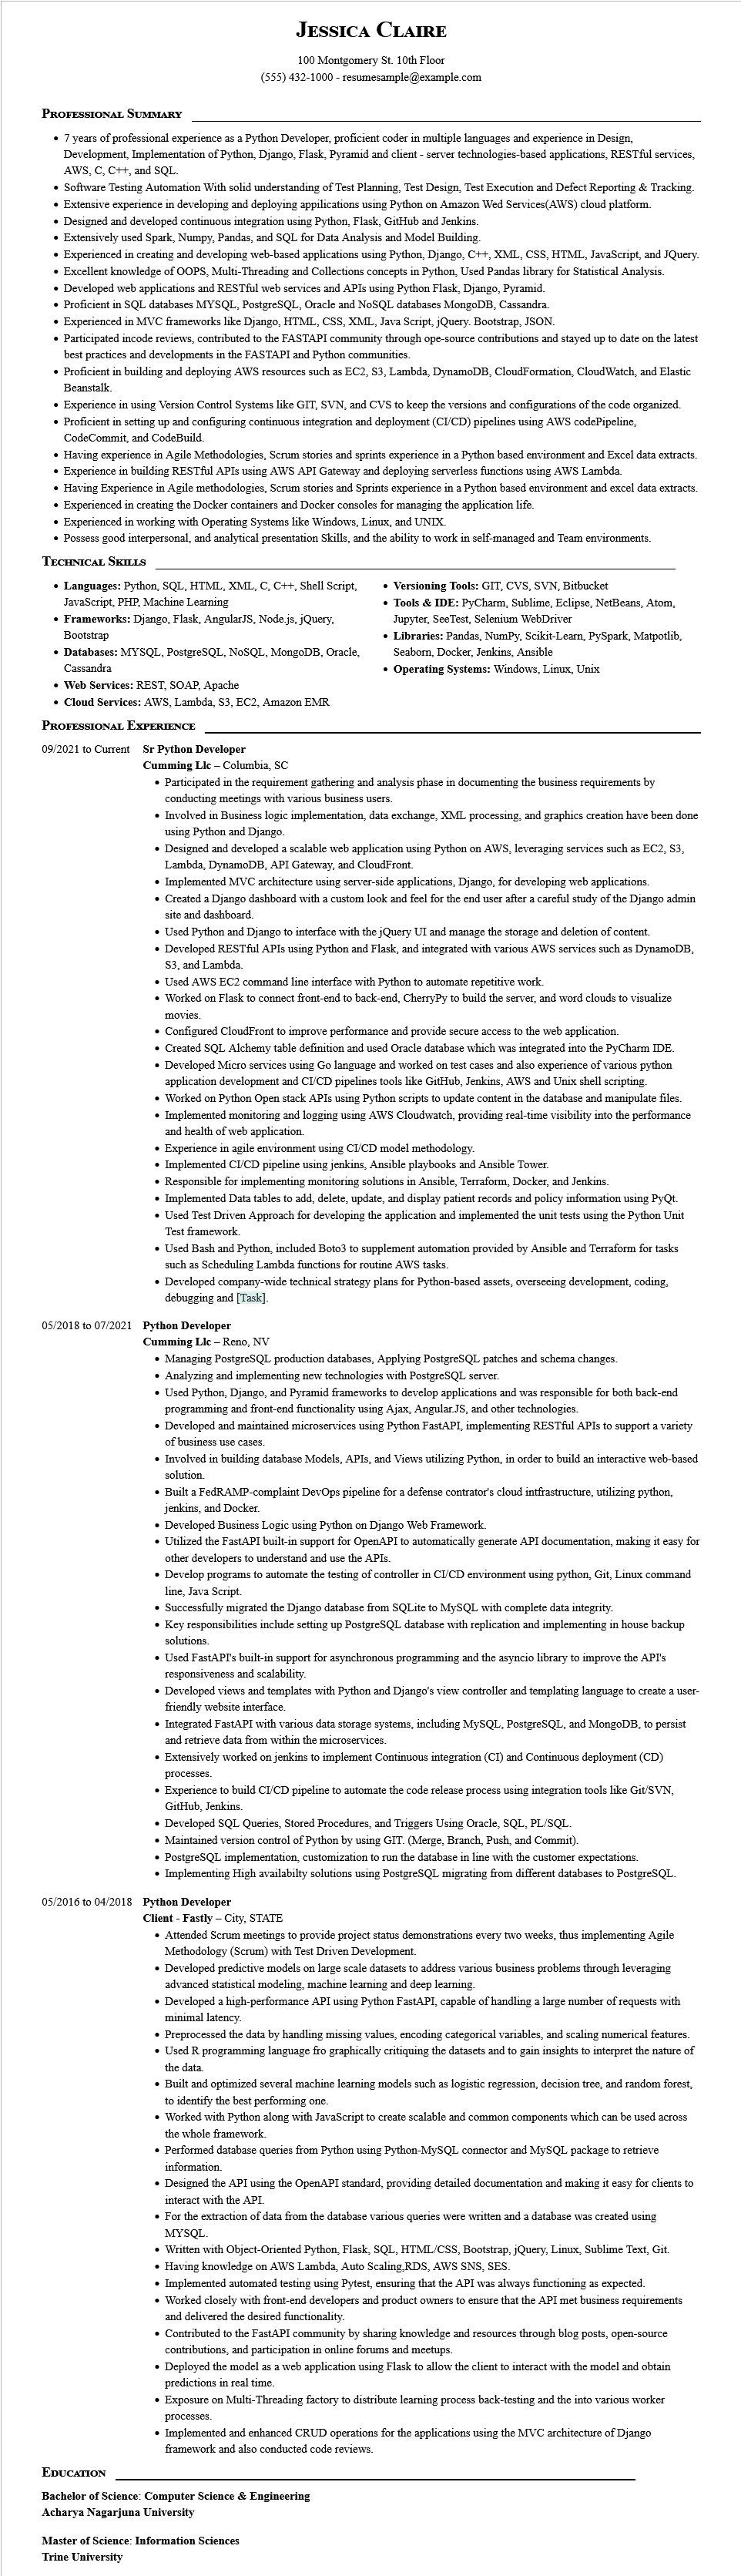 Jessica Claire
100 Montgomery St. 10th Floor
(555) 432-1000 - resumesample@example.com
Professional Summary
• 7 years of professional experience as a Python Developer, proficient coder in multiple languages and experience in Design,
Development, Implementation of Python, Django, Flask, Pyramid and client - server technologies-based applications, RESTful services,
AWS, C, C++, and SQL.
• Software Testing Automation With solid understanding of Test Planning, Test Design, Test Execution and Defect Reporting & Tracking.
• Extensive experience in developing and deploying appilications using Python on Amazon Wed Services(AWS) cloud platform.
• Designed and developed continuous integration using Python, Flask, GitHub and Jenkins.
• Extensively used Spark, Numpy, Pandas, and SQL for Data Analysis and Model Building.
• Experienced in creating and developing web-based applications using Python, Django, C++, XML, CSS, HTML, JavaScript, and JQuery.
• Excellent knowledge of OOPS, Multi-Threading and Collections concepts in Python, Used Pandas library for Statistical Analysis.
• Developed web applications and RESTful web services and APIs using Python Flask, Django, Pyramid.
• Proficient in SQL databases MYSQL, PostgreSQL, Oracle and NoSQL databases MongoDB, Cassandra.
• Experienced in MVC frameworks like Django, HTML, CSS, XML, Java Script, jQuery. Bootstrap, JSON.
• Participated incode reviews, contributed to the FASTAPI community through ope-source contributions and stayed up to date on the latest
best practices and developments in the FASTAPI and Python communities.
• Proficient in building and deploying AWS resources such as EC2, S3, Lambda, DynamoDB, CloudFormation, CloudWatch, and Elastic
Beanstalk.
• Experience in using Version Control Systems like GIT, SVN, and CVS to keep the versions and configurations of the code organized.
• Proficient in setting up and configuring continuous integration and deployment (CI/CD) pipelines using AWS codePipeline,
CodeCommit, and CodeBuild.
• Having experience in Agile Methodologies, Scrum stories and sprints experience in a Python based environment and Excel data extracts.
• Experience in building RESTful APIs using AWS API Gateway and deploying serverless functions using AWS Lambda.
• Having Experience in Agile methodologies, Scrum stories and Sprints experience in a Python based environment and excel data extracts.
• Experienced in creating the Docker containers and Docker consoles for managing the application life.
• Experienced in working with Operating Systems like Windows, Linux, and UNIX.
• Possess good interpersonal, and analytical presentation Skills, and the ability to work in self-managed and Team environments.
Technical Skills
• Languages: Python, SQL, HTML, XML, C, C++, Shell Script,
JavaScript, PHP, Machine Learning
• Frameworks: Django, Flask, AngularJS, Node.js, jQuery,
Bootstrap
• Databases: MYSQL, PostgreSQL, NoSQL, MongoDB, Oracle,
Cassandra
• Web Services: REST, SOAP, Apache
• Cloud Services: AWS, Lambda, S3, EC2, Amazon EMR
• Versioning Tools: GIT, CVS, SVN, Bitbucket
• Tools & IDE: PyCharm, Sublime, Eclipse, NetBeans, Atom,
Jupyter, SeeTest, Selenium WebDriver
• Libraries: Pandas, NumPy, Scikit-Learn, PySpark, Matpotlib,
Seaborn, Docker, Jenkins, Ansible
• Operating Systems: Windows, Linux, Unix
Professional Experience
09/2021 to Current Sr Python Developer
Cumming Llc – Columbia, SC
• Participated in the requirement gathering and analysis phase in documenting the business requirements by
conducting meetings with various business users.
• Involved in Business logic implementation, data exchange, XML processing, and graphics creation have been done
using Python and Django.
• Designed and developed a scalable web application using Python on AWS, leveraging services such as EC2, S3,
Lambda, DynamoDB, API Gateway, and CloudFront.
• Implemented MVC architecture using server-side applications, Django, for developing web applications.
• Created a Django dashboard with a custom look and feel for the end user after a careful study of the Django admin
site and dashboard.
• Used Python and Django to interface with the jQuery UI and manage the storage and deletion of content.
• Developed RESTful APIs using Python and Flask, and integrated with various AWS services such as DynamoDB,
S3, and Lambda.
• Used AWS EC2 command line interface with Python to automate repetitive work.
• Worked on Flask to connect front-end to back-end, CherryPy to build the server, and word clouds to visualize
movies.
• Configured CloudFront to improve performance and provide secure access to the web application.
• Created SQL Alchemy table definition and used Oracle database which was integrated into the PyCharm IDE.
• Developed Micro services using Go language and worked on test cases and also experience of various python
application development and CI/CD pipelines tools like GitHub, Jenkins, AWS and Unix shell scripting.
• Worked on Python Open stack APIs using Python scripts to update content in the database and manipulate files.
• Implemented monitoring and logging using AWS Cloudwatch, providing real-time visibility into the performance
and health of web application.
• Experience in agile environment using CI/CD model methodology.
• Implemented CI/CD pipeline using jenkins, Ansible playbooks and Ansible Tower.
• Responsible for implementing monitoring solutions in Ansible, Terraform, Docker, and Jenkins.
• Implemented Data tables to add, delete, update, and display patient records and policy information using PyQt.
• Used Test Driven Approach for developing the application and implemented the unit tests using the Python Unit
Test framework.
• Used Bash and Python, included Boto3 to supplement automation provided by Ansible and Terraform for tasks
such as Scheduling Lambda functions for routine AWS tasks.
• Developed company-wide technical strategy plans for Python-based assets, overseeing development, coding,
debugging and [Task].
05/2018 to 07/2021 Python Developer
Cumming Llc – Reno, NV
• Managing PostgreSQL production databases, Applying PostgreSQL patches and schema changes.
• Analyzing and implementing new technologies with PostgreSQL server.
• Used Python, Django, and Pyramid frameworks to develop applications and was responsible for both back-end
programming and front-end functionality using Ajax, Angular.JS, and other technologies.
• Developed and maintained microservices using Python FastAPI, implementing RESTful APIs to support a variety
of business use cases.
• Involved in building database Models, APIs, and Views utilizing Python, in order to build an interactive web-based
solution.
• Built a FedRAMP-complaint DevOps pipeline for a defense contrator's cloud intfrastructure, utilizing python,
jenkins, and Docker.
• Developed Business Logic using Python on Django Web Framework.
• Utilized the FastAPI built-in support for OpenAPI to automatically generate API documentation, making it easy for
other developers to understand and use the APIs.
• Develop programs to automate the testing of controller in CI/CD environment using python, Git, Linux command
line, Java Script.
• Successfully migrated the Django database from SQLite to MySQL with complete data integrity.
• Key responsibilities include setting up PostgreSQL database with replication and implementing in house backup
solutions.
• Used FastAPI's built-in support for asynchronous programming and the asyncio library to improve the API's
responsiveness and scalability.
• Developed views and templates with Python and Django's view controller and templating language to create a user-
friendly website interface.
• Integrated FastAPI with various data storage systems, including MySQL, PostgreSQL, and MongoDB, to persist
and retrieve data from within the microservices.
• Extensively worked on jenkins to implement Continuous integration (CI) and Continuous deployment (CD)
processes.
• Experience to build CI/CD pipeline to automate the code release process using integration tools like Git/SVN,
GitHub, Jenkins.
• Developed SQL Queries, Stored Procedures, and Triggers Using Oracle, SQL, PL/SQL.
• Maintained version control of Python by using GIT. (Merge, Branch, Push, and Commit).
• PostgreSQL implementation, customization to run the database in line with the customer expectations.
• Implementing High availabilty solutions using PostgreSQL migrating from different databases to PostgreSQL.
05/2016 to 04/2018 Python Developer
Client - Fastly – City, STATE
• Attended Scrum meetings to provide project status demonstrations every two weeks, thus implementing Agile
Methodology (Scrum) with Test Driven Development.
• Developed predictive models on large scale datasets to address various business problems through leveraging
advanced statistical modeling, machine learning and deep learning.
• Developed a high-performance API using Python FastAPI, capable of handling a large number of requests with
minimal latency.
• Preprocessed the data by handling missing values, encoding categorical variables, and scaling numerical features.
• Used R programming language fro graphically critiquing the datasets and to gain insights to interpret the nature of
the data.
• Built and optimized several machine learning models such as logistic regression, decision tree, and random forest,
to identify the best performing one.
• Worked with Python along with JavaScript to create scalable and common components which can be used across
the whole framework.
• Performed database queries from Python using Python-MySQL connector and MySQL package to retrieve
information.
• Designed the API using the OpenAPI standard, providing detailed documentation and making it easy for clients to
interact with the API.
• For the extraction of data from the database various queries were written and a database was created using
MYSQL.
• Written with Object-Oriented Python, Flask, SQL, HTML/CSS, Bootstrap, jQuery, Linux, Sublime Text, Git.
• Having knowledge on AWS Lambda, Auto Scaling,RDS, AWS SNS, SES.
• Implemented automated testing using Pytest, ensuring that the API was always functioning as expected.
• Worked closely with front-end developers and product owners to ensure that the API met business requirements
and delivered the desired functionality.
• Contributed to the FastAPI community by sharing knowledge and resources through blog posts, open-source
contributions, and participation in online forums and meetups.
• Deployed the model as a web application using Flask to allow the client to interact with the model and obtain
predictions in real time.
• Exposure on Multi-Threading factory to distribute learning process back-testing and the into various worker
processes.
• Implemented and enhanced CRUD operations for the applications using the MVC architecture of Django
framework and also conducted code reviews.
Education
Bachelor of Science: Computer Science & Engineering
Acharya Nagarjuna University
Master of Science: Information Sciences
Trine University